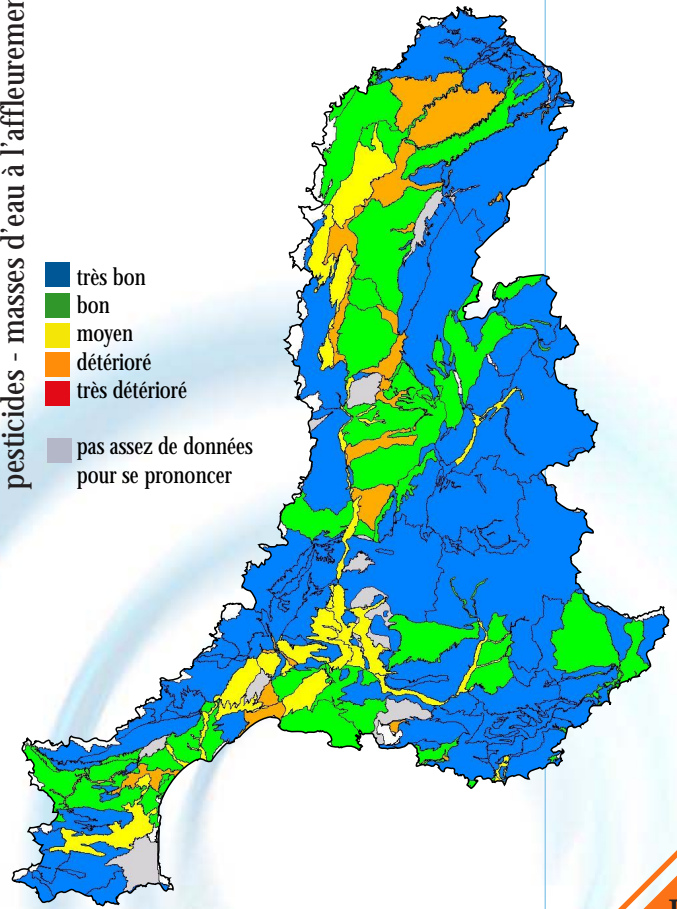 pesticides - masses d'eau à l'affleuremen
très bon
bon
moyen
détérioré
très détérioré
pas assez de données
pour se prononcer